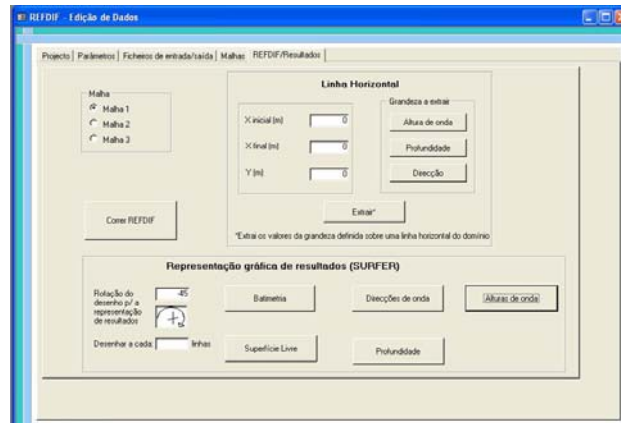 REFDIF - Edição de Dados
Projecto Parâmetros Ficheiros de entrada/saída Malhas REFDIF/Resultados
Malha
Malha 1
Malha 2
Malha 3
Correr REFDIF
Linha Horizontal
X inicial (m) 0
X final (m) 0
Y (m) 0
Grandeza a extrair
Altura de onda
Profundidade
Direcção
Extrair*
*Extrai os valores da grandeza definida sobre uma linha horizontal do domínio
Representação gráfica de resultados (SURFER)
Rotação do
desenho p/ a
representação
de resultados
-45
Desenhar a cada: linhas
Batimetria
Direcções de onda
Alturas de onda
Superfície Livre
Profundidade